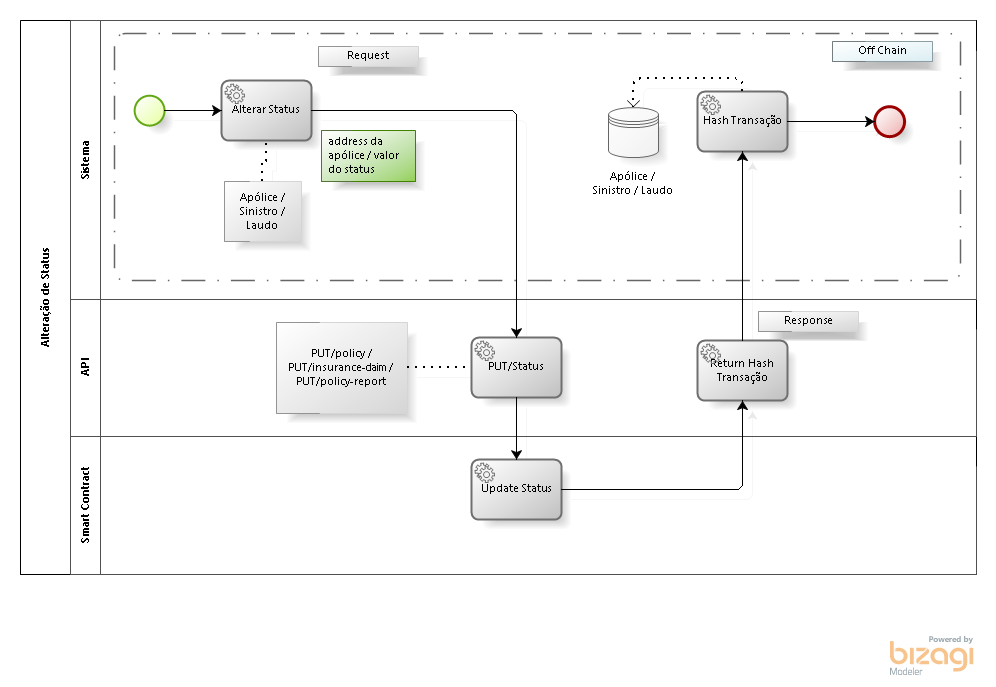 Alteração de Status
Sistema
Request
Off Chain
Alterar Status
address da
apólice / valor
do status
Apólice /
Sinistro /
Laudo
Apólice /
Sinistro / Laudo
Hash Transação
API
PUT/policy /
PUT/insurance-claim /
PUT/policy-report
PUT/Status
Response
Return Hash
Transação
Smart Contract
Update Status
Powered by
bizagi
Modeler